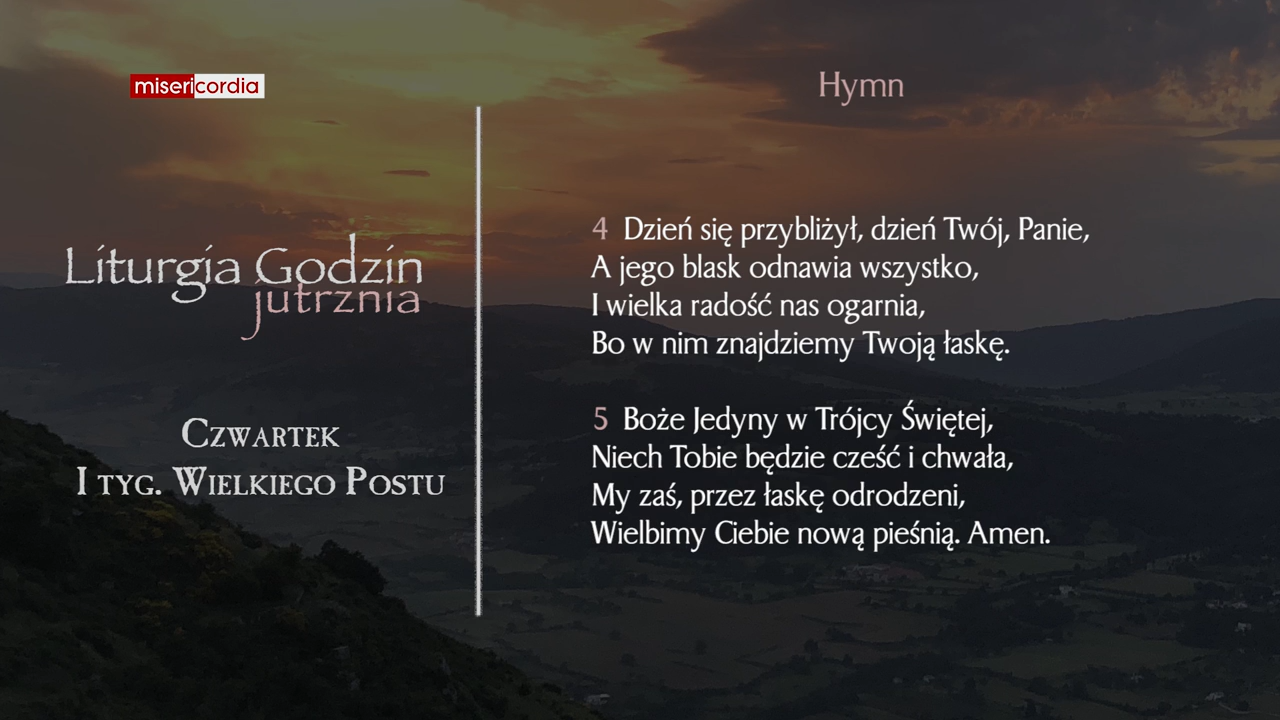 misericordia
Liturgia Godzin
jutrznia
Czwartek
I tyg. Wielkiego Postu
Hymn
4 Dzień się przybliżył, dzień Twój, Panie,
A jego blask odnawia wszystko,
I wielka radość nas ogarnia,
Bo w nim znajdziemy Twoją łaskę.
5 Boże Jedyny w Trójcy Świętej,
Niech Tobie będzie cześć i chwała,
My zaś, przez łaskę odrodzeni,
Wielbimy Ciebie nową pieśnią. Amen.